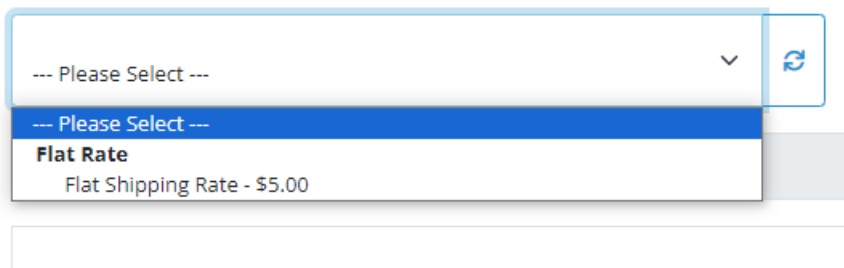 --- Please Select ---
--- Please Select ---
Flat Rate
Flat Shipping Rate - $5.00